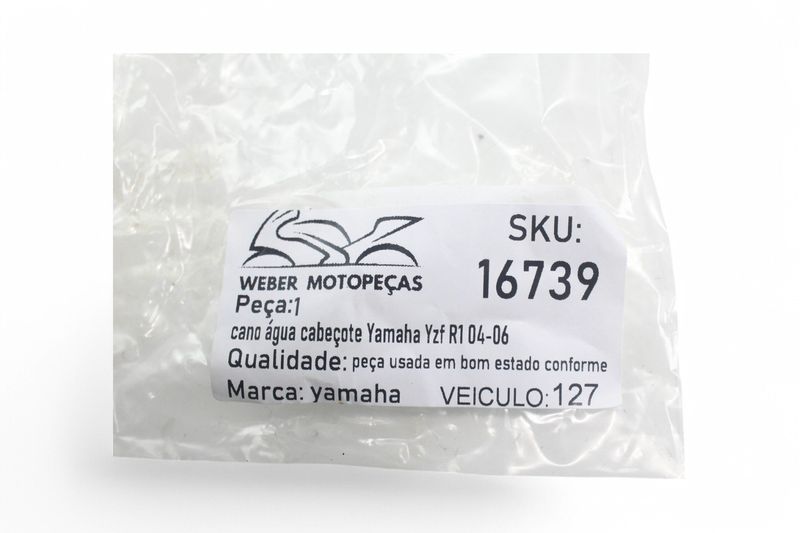 WEBER MOTOPEÇAS
SKU:
16739
Peça:1
cano água cabeçote Yamaha Yzf R1 04-06
Qualidade: peça usada em bom estado conforme
Marca: yamaha VEICULO: 127